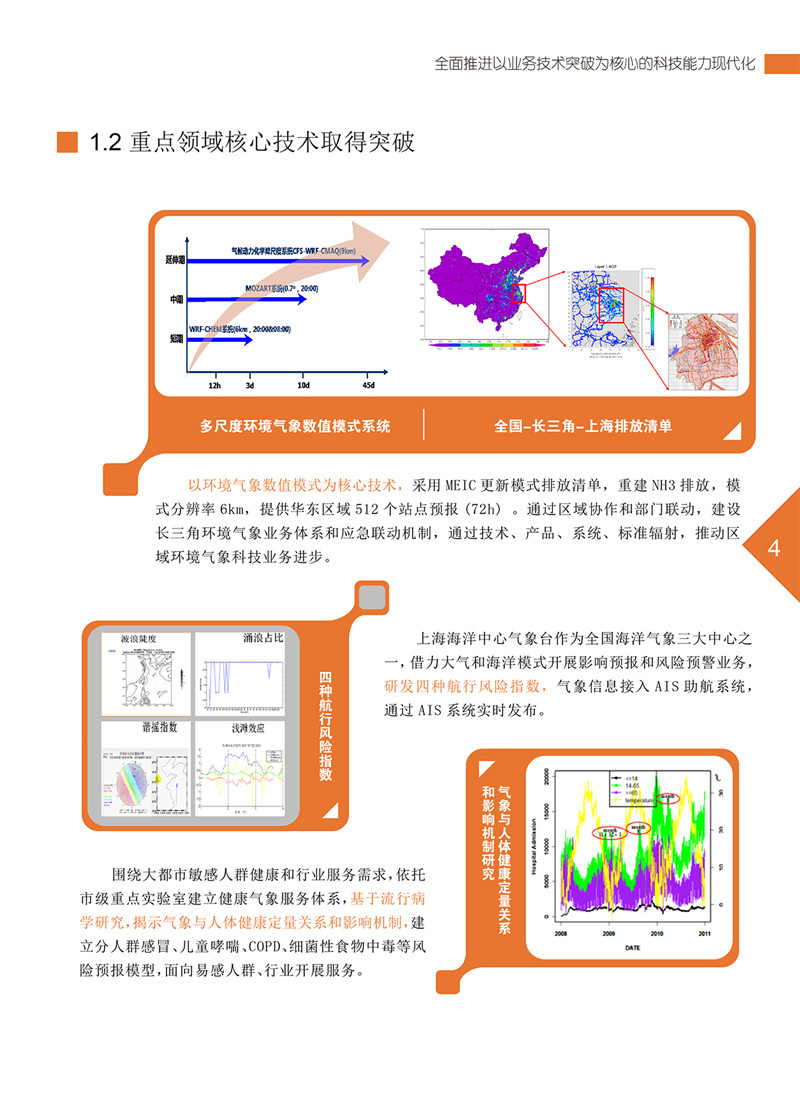 全面推进以业务技术突破为核心的科技能力现代化
1.2 重点领域核心技术取得突破
延伸期
气候动力化学降尺度系统CFS-WRF-CMAQ(9km)
中期
MOZART系统(0.7°, 20:00)
短期
WRF-CHEM系统(6km, 20:00&08:00)
12h 3d 10d 45d
多尺度环境气象数值模式系统
全国-长三角-上海排放清单
以环境气象数值模式为核心技术，采用 MEIC 更新模式排放清单，重建 NH3 排放，模
式分辨率 6km，提供华东区域 512 个站点预报 (72h) 。通过区域协作和部门联动，建设
长三角环境气象业务体系和应急联动机制，通过技术、产品、系统、标准辐射，推动区
域环境气象科技业务进步。
4
波浪陡度
涌浪占比
谐摇指数
浅滩效应
四种航行风险指数
上海海洋中心气象台作为全国海洋气象三大中心之
一，借力大气和海洋模式开展影响预报和风险预警业务，
研发四种航行风险指数，气象信息接入 AIS 助航系统，
通过 AIS 系统实时发布。
气象与人体健康定量关系
和影响机制研究
<=14
14-65
>=65
temperature
Hospital Admission
20000
15000
10000
5000
0
2008 2009 2010 2011
DATE
围绕大都市敏感人群健康和行业服务需求，依托
市级重点实验室建立健康气象服务体系，基于流行病
学研究，揭示气象与人体健康定量关系和影响机制，建
立分人群感冒、儿童哮喘、COPD、细菌性食物中毒等风
险预报模型，面向易感人群、行业开展服务。